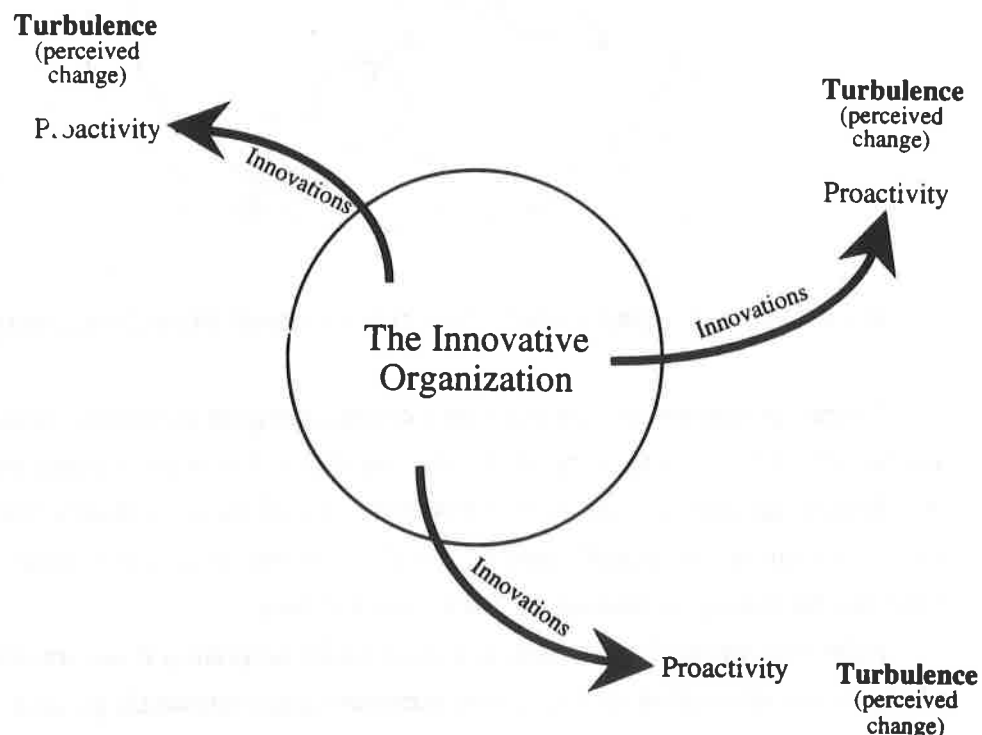 Turbulence
(perceived
change)
Proactivity
Innovations
Turbulence
(perceived
change)
Proactivity
Innovations
The Innovative
Organization
Innovations
Proactivity
Turbulence
(perceived
change)